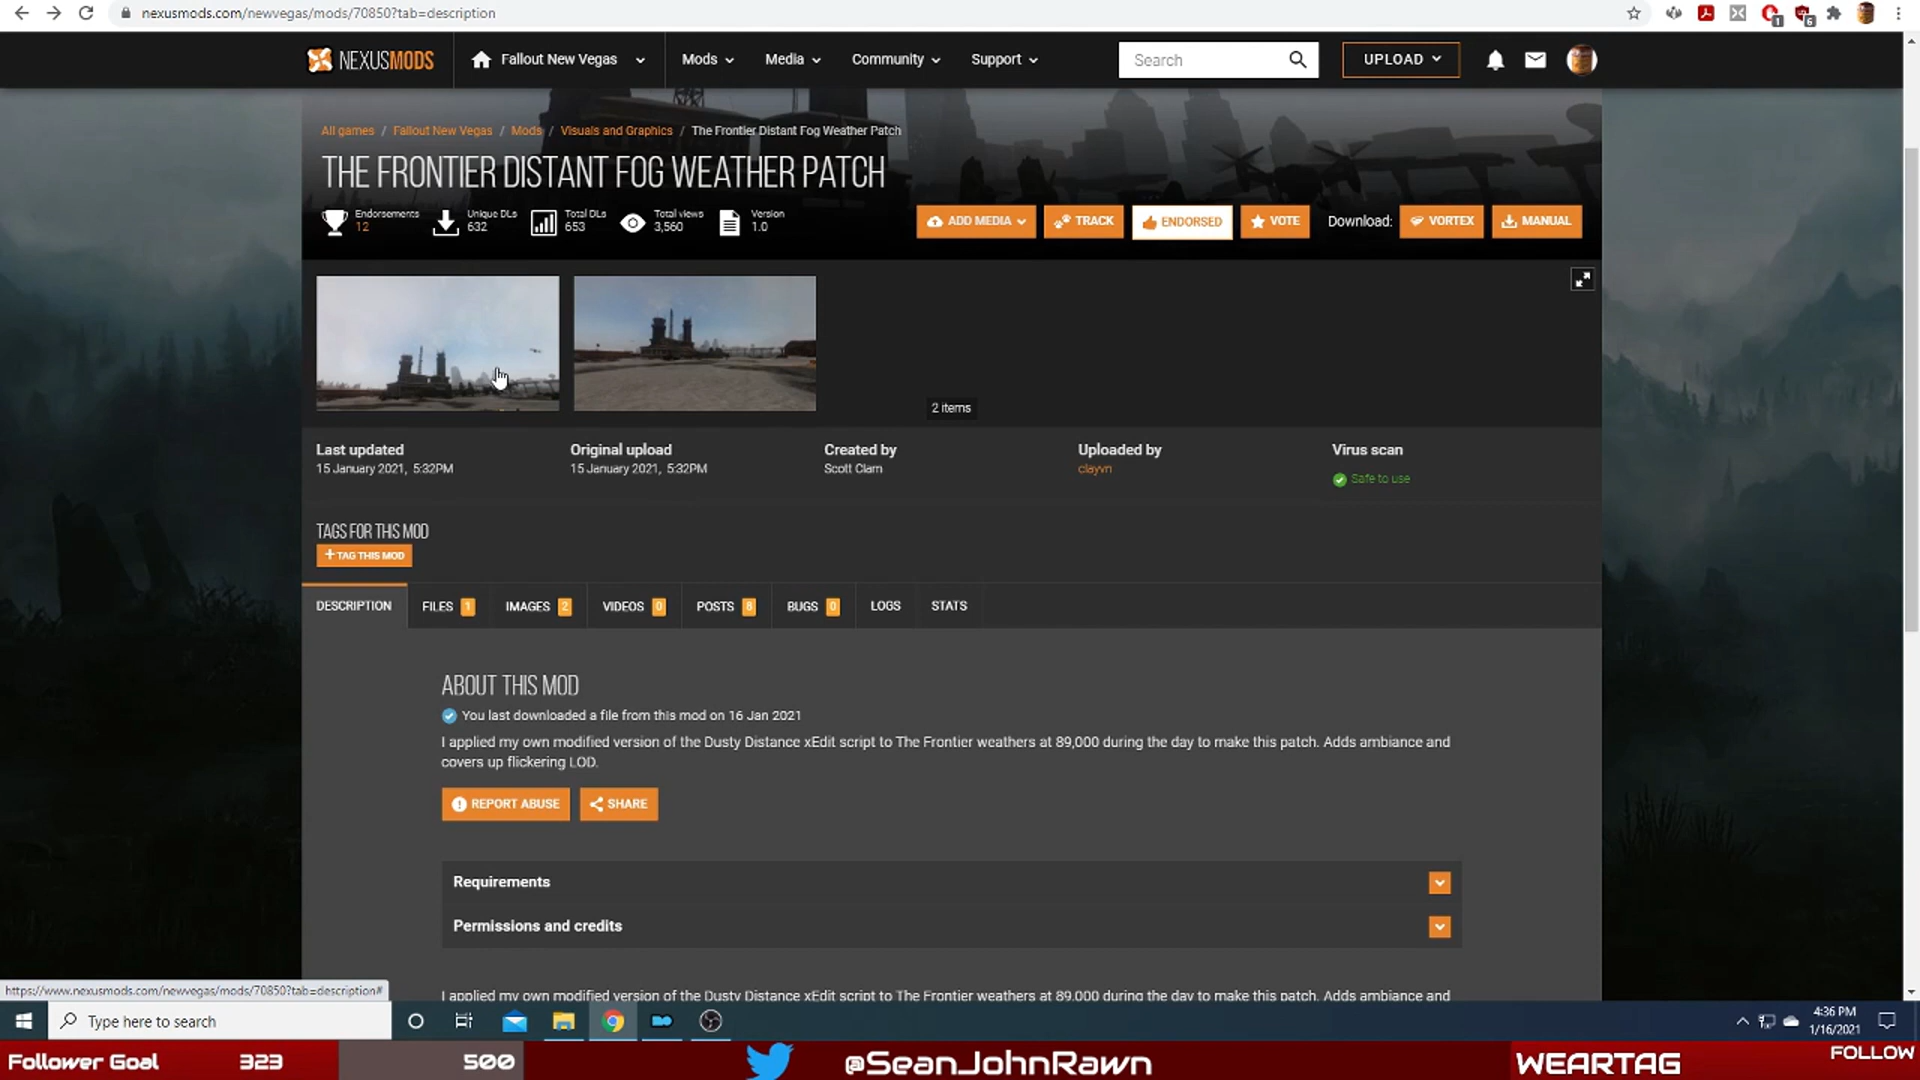 nexusmods.com/newvegas/mods/70850?tab=description
NEXUSMODS
Fallout New Vegas
Mods
Media
Community
Support
Search
UPLOAD
All games / Fallout New Vegas / Mods / Visuals and Graphics / The Frontier Distant Fog Weather Patch
THE FRONTIER DISTANT FOG WEATHER PATCH
Endorsements
12
Unique DLs
632
Total DLs
653
Total views
3,560
Version
1.0
ADD MEDIA
TRACK
ENDORSED
VOTE
Download:
VORTEX
MANUAL
2 items
Last updated
15 January 2021, 5:32PM
Original upload
15 January 2021, 5:32PM
Created by
Scott Clam
Uploaded by
clayvn
Virus scan
Safe to use
TAGS FOR THIS MOD
+ TAG THIS MOD
DESCRIPTION
FILES 1
IMAGES 2
VIDEOS 0
POSTS 8
BUGS 0
LOGS
STATS
ABOUT THIS MOD
You last downloaded a file from this mod on 16 Jan 2021
I applied my own modified version of the Dusty Distance xEdit script to The Frontier weathers at 89,000 during the day to make this patch. Adds ambiance and
covers up flickering LOD.
REPORT ABUSE
SHARE
Requirements
Permissions and credits
I applied my own modified version of the Dusty Distance xEdit script to The Frontier weathers at 89,000 during the day to make this patch. Adds ambiance and
https://www.nexusmods.com/newvegas/mods/70850?tab=description#
Type here to search
4:36 PM
1/16/2021
Follower Goal 323 500
@SeanJohnRawn
WEARTAG
FOLLOW